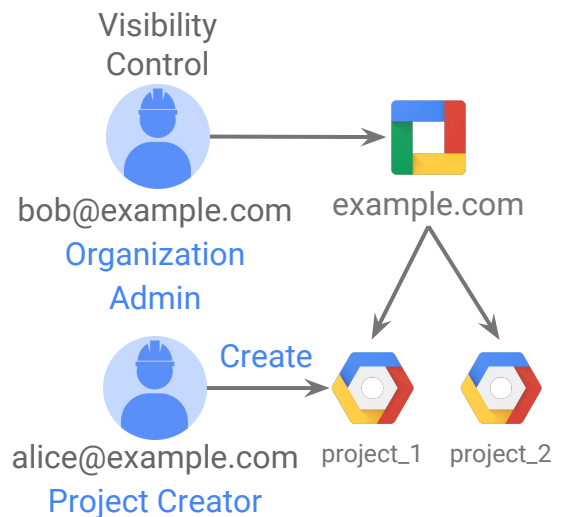 Visibility
Control
bob@example.com
example.com
Organization
Admin
Create
alice@example.com
project_1
project_2
Project Creator